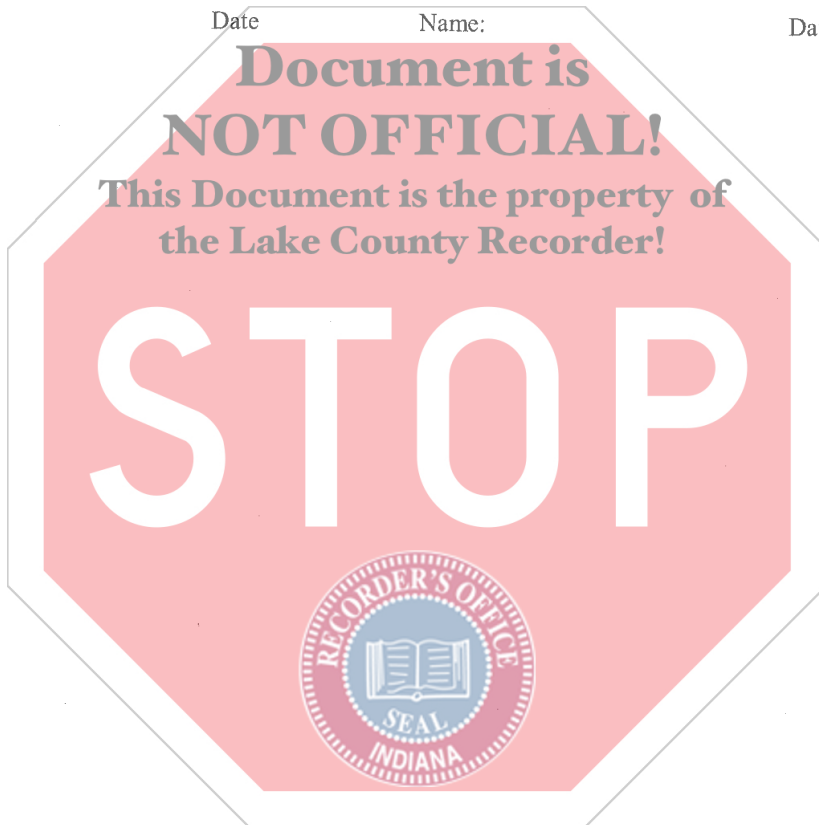 Date Name: Da
Document is
NOT OFFICIAL!
This Document is the property of
the Lake County Recorder!
STOP
RECORDER'S OFFICE
SEAL
INDIANA